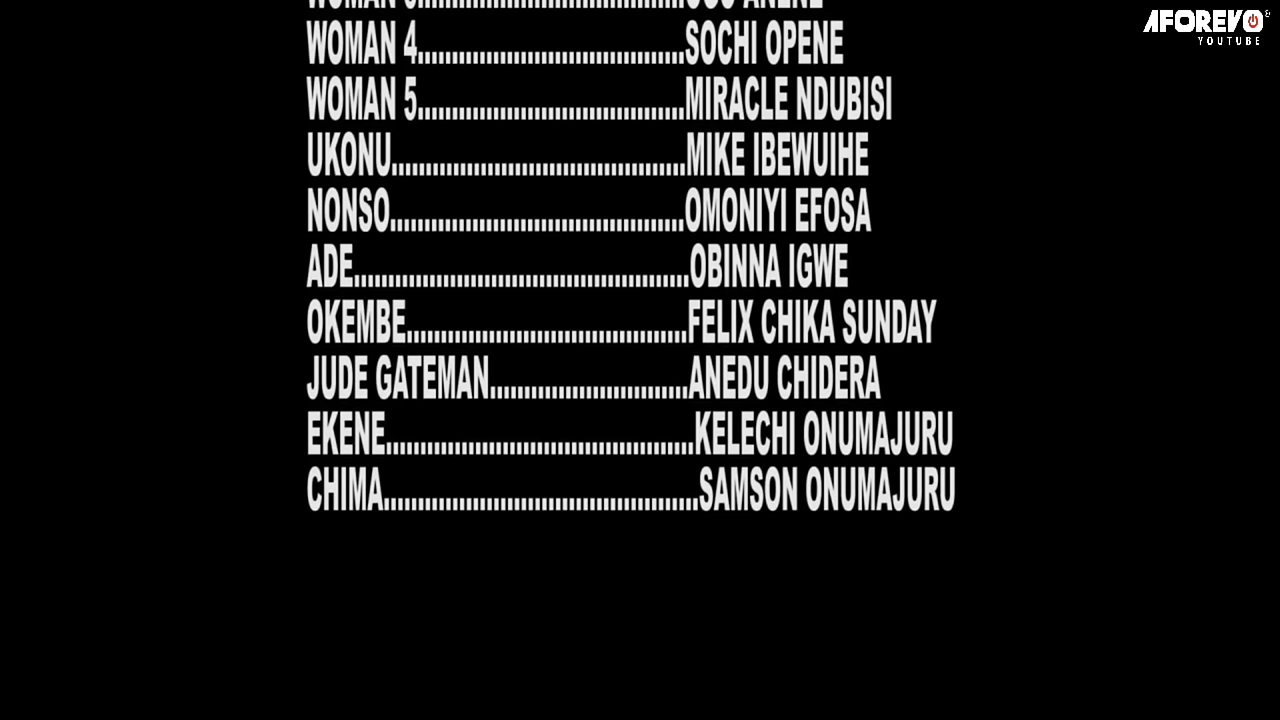 AFOREVO
YOUTUBE
WOMAN 4.......................................SOCHI OPENE
WOMAN 5.......................................MIRACLE NDUBISI
UKONU...........................................MIKE IBEWUIHE
NONSO...........................................OMONIYI EFOSA
ADE.................................................OBINNA IGWE
OKEMBE.........................................FELIX CHIKA SUNDAY
JUDE GATEMAN.............................ANEDU CHIDERA
EKENE.............................................KELECHI ONUMAJURU
CHIMA..............................................SAMSON ONUMAJURU